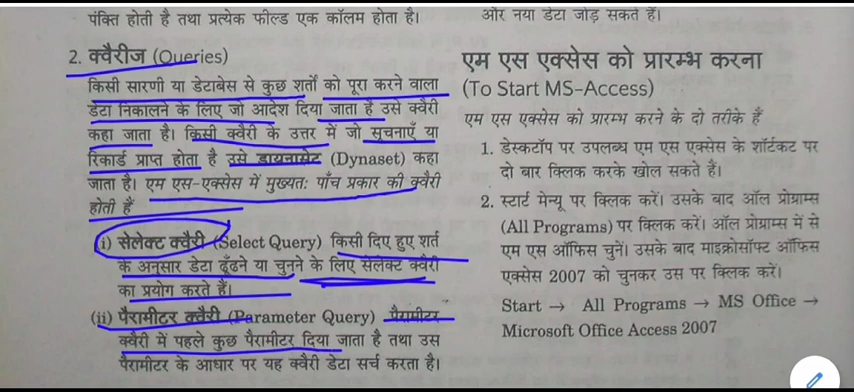 पंक्ति होती है तथा प्रत्येक फील्ड एक कॉलम होता है।
2. क्वैरीज (Queries)
किसी सारणी या डेटाबेस से कुछ शर्तों को पूरा करने वाला
डेटा निकालने के लिए जो आदेश दिया जाता है उसे क्वैरी
कहा जाता है। किसी क्वैरी के उत्तर में जो सूचनाएँ या
रिकार्ड प्राप्त होता है उसे डायनासेट (Dynaset) कहा
जाता है। एम एस-एक्सेस में मुख्यतः पाँच प्रकार की क्वैरी
होती हैं
(i) सेलेक्ट क्वैरी (Select Query) किसी दिए हुए शर्त
के अनुसार डेटा ढूँढने या चुनने के लिए सेलेक्ट क्वैरी
का प्रयोग करते हैं।
(ii) पैरामीटर क्वैरी (Parameter Query) पैरामीटर
क्वैरी में पहले कुछ पैरामीटर दिया जाता है तथा उस
पैरामीटर के आधार पर यह क्वैरी डेटा सर्च करता है।
और नया डेटा जोड़ सकते हैं।
एम एस एक्सेस को प्रारम्भ करना
(To Start MS-Access)
एम एस एक्सेस को प्रारम्भ करने के दो तरीके हैं
1. डेस्कटॉप पर उपलब्ध एम एस एक्सेस के शॉर्टकट पर
दो बार क्लिक करके खोल सकते हैं।
2. स्टार्ट मेन्यू पर क्लिक करें। उसके बाद ऑल प्रोग्राम्स
(All Programs) पर क्लिक करें। ऑल प्रोग्राम्स में से
एम एस ऑफिस चुनें। उसके बाद माइक्रोसॉफ्ट ऑफिस
एक्सेस 2007 को चुनकर उस पर क्लिक करें।
Start → All Programs → MS Office →
Microsoft Office Access 2007